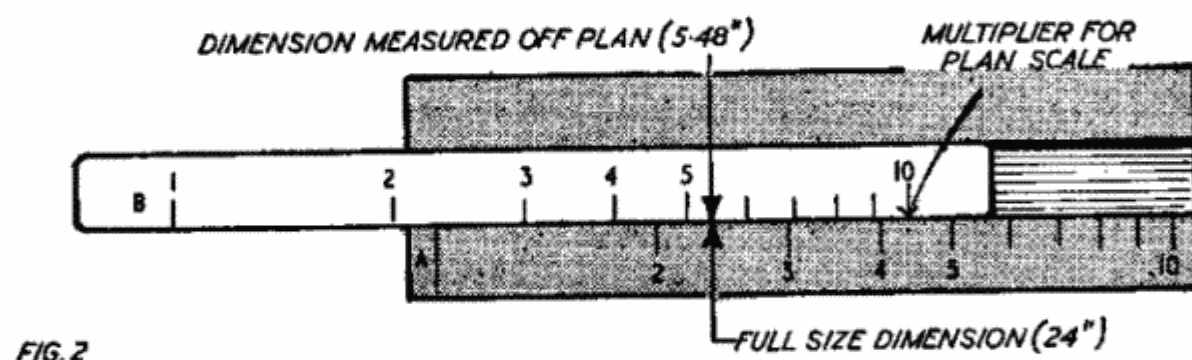 DIMENSION MEASURED OFF PLAN (5·48")
MULTIPLIER FOR
PLAN SCALE
B 1 2 3 4 5 10
A 2 3 4 5 10
FULL SIZE DIMENSION (24")
FIG. 2